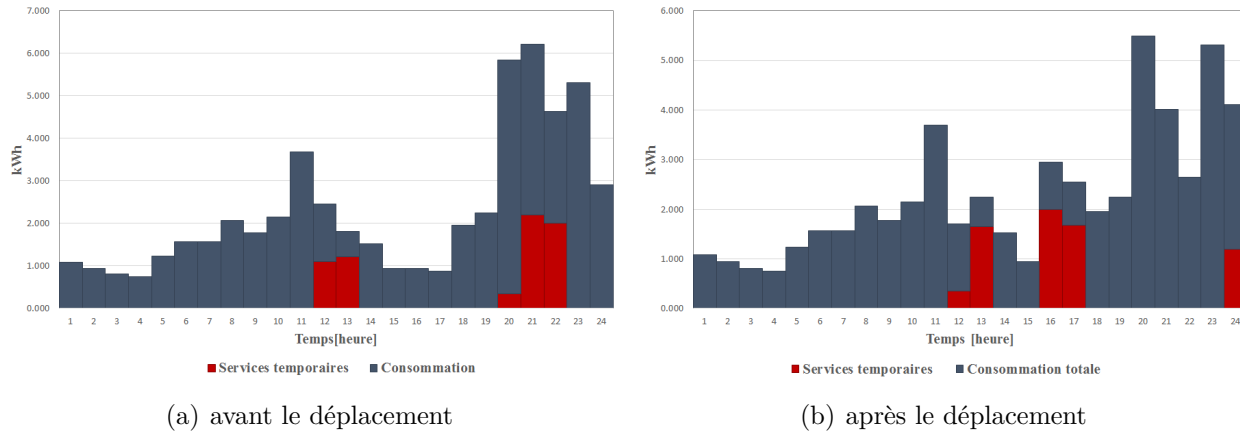 7.000
6.000
5.000
4.000
3.000
2.000
1.000
0.000
kWh
1 2 3 4 5 6 7 8 9 10 11 12 13 14 15 16 17 18 19 20 21 22 23 24
Temps[heure]
Services temporaires Consommation
(a) avant le déplacement
6.000
5.000
4.000
3.000
2.000
1.000
0.000
kWh
1 2 3 4 5 6 7 8 9 10 11 12 13 14 15 16 17 18 19 20 21 22 23 24
Temps [heure]
Services temporaires Consommation totale
(b) après le déplacement